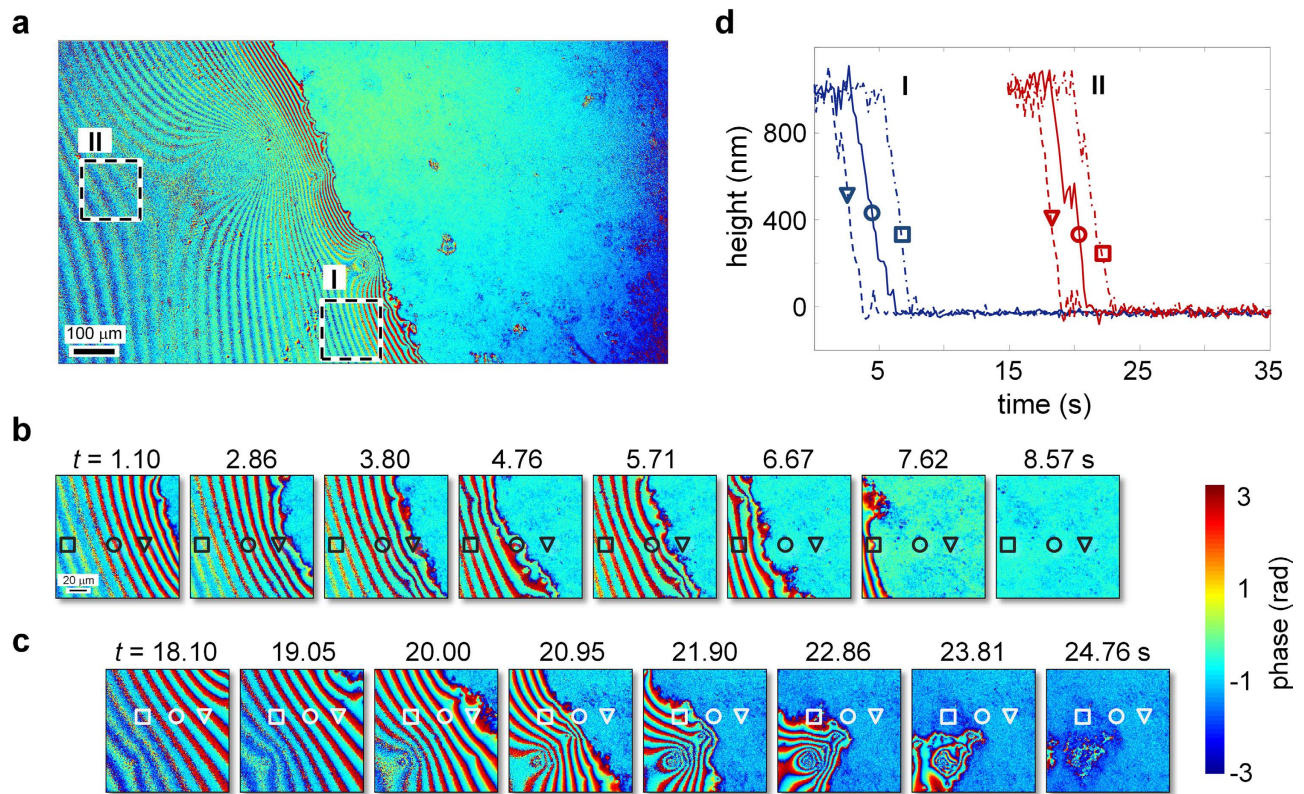 a
II
I
100 μm
d
I
II
800
400
0
height (nm)
5
15
25
35
time (s)
b
t = 1.10 2.86 3.80 4.76 5.71 6.67 7.62 8.57 s
20 μm
c
t = 18.10 19.05 20.00 20.95 21.90 22.86 23.81 24.76 s
3
1
-1
-3
phase (rad)